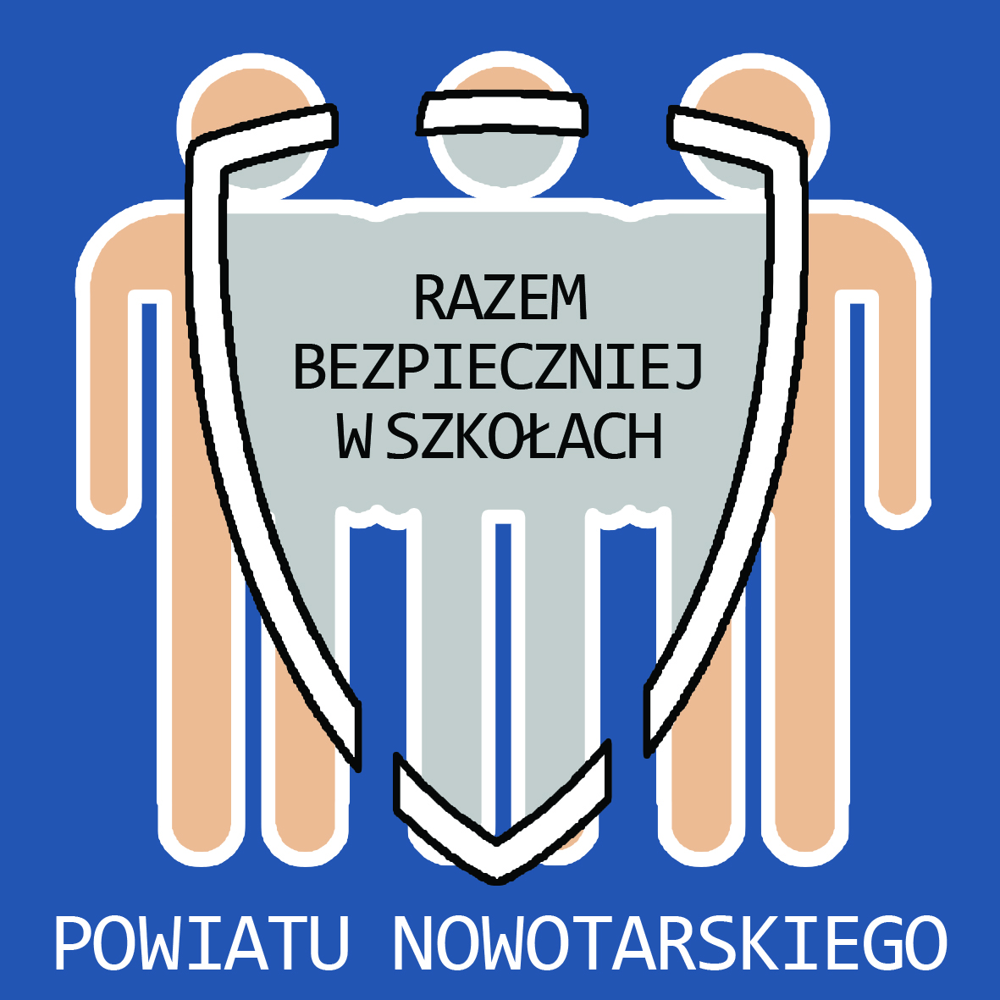 RAZEM
BEZPIECZNIEJ
W SZKOŁACH
POWIATU NOWOTARSKIEGO